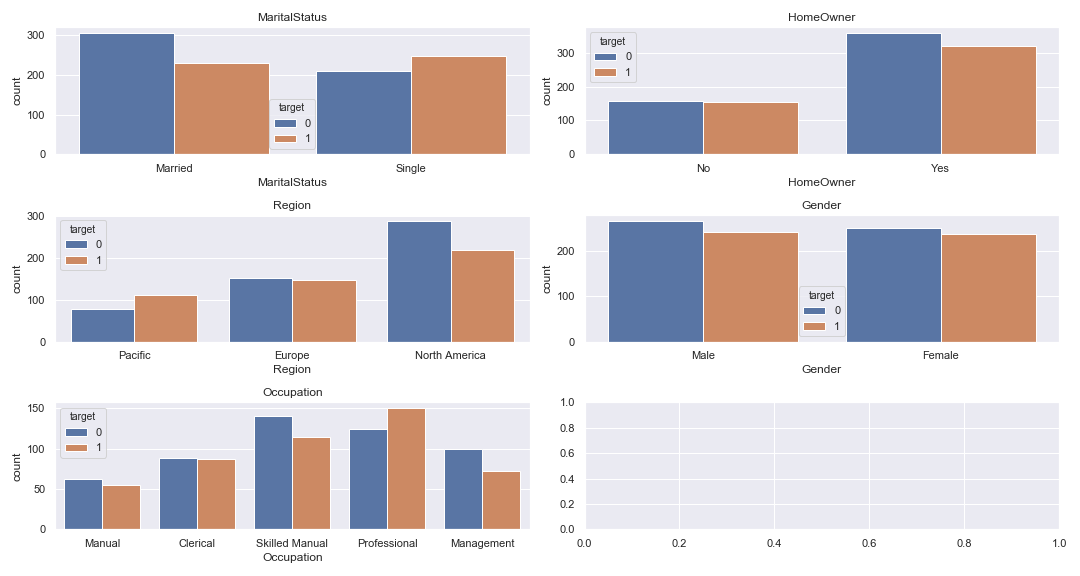 MaritalStatus
300
200
100
0
count
target
0
1
Married Single
MaritalStatus
HomeOwner
300
200
100
0
count
target
0
1
No Yes
HomeOwner
Region
300
200
100
0
count
target
0
1
Pacific Europe North America
Region
Gender
200
100
0
count
target
0
1
Male Female
Gender
Occupation
150
100
50
0
count
target
0
1
Manual Clerical Skilled Manual Professional Management
Occupation
1.0
0.8
0.6
0.4
0.2
0.0
0.0 0.2 0.4 0.6 0.8 1.0